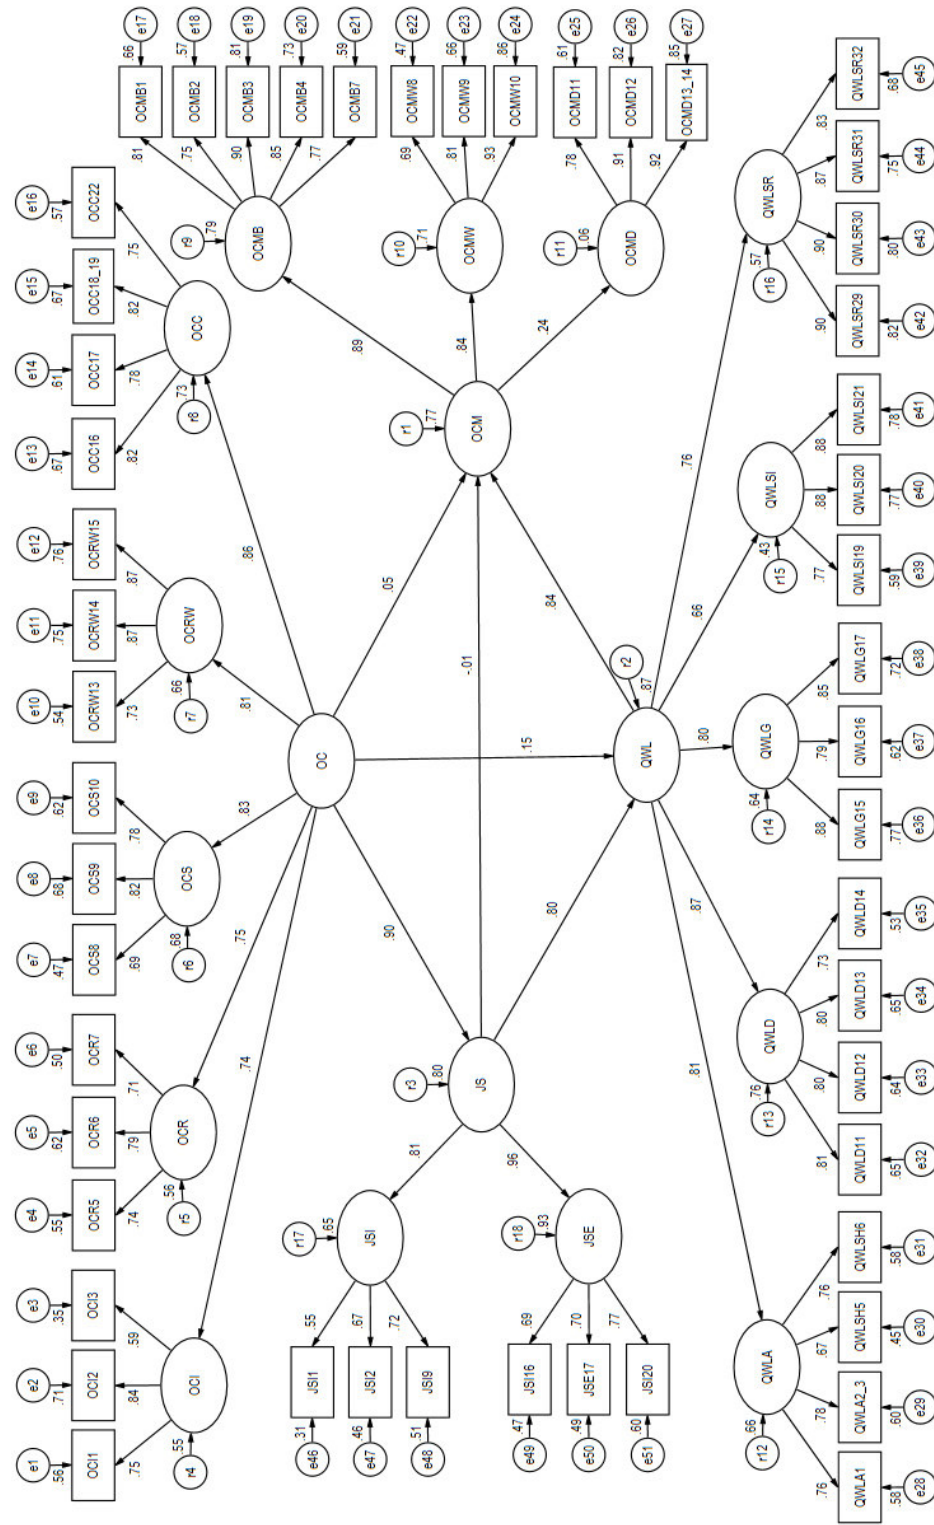 e1
e2
e3
e4
e5
e6
e7
e8
e9
e10
e11
e12
e13
e14
e15
e16
.56
.71
.35
.55
.62
.50
.47
.68
.62
.54
.75
.76
.67
.61
.67
.57
OCI1
OCI2
OCI3
OCR5
OCR6
OCR7
OCS8
OCS9
OCS10
OCRW13
OCRW14
OCRW15
OCC16
OCC17
OCC18_19
OCC22
.75
.84
.59
.74
.79
.71
.69
.82
.78
.73
.87
.87
.82
.78
.82
.75
r4
.55
OCI
r5
.56
OCR
r6
.68
OCS
r7
.66
OCRW
r8
.73
OCC
.74
.75
.83
.81
.86
OC
.90
.15
.05
e17
e18
e19
e20
e21
.66
.57
.81
.73
.59
OCMB1
OCMB2
OCMB3
OCMB4
OCMB7
.81
.75
.90
.85
.77
r9
.79
OCMB
e22
e23
e24
.47
.66
.86
OCMW8
OCMW9
OCMW10
.69
.81
.93
r10
.71
OCMW
e25
e26
e27
.61
.82
.85
OCMD11
OCMD12
OCMD13_14
.78
.91
.92
r11
.06
OCMD
.89
.84
.24
r1
.77
OCM
-.01
.84
r3
.80
JS
.80
.81
.96
r17
.65
JSI
.55
.67
.72
JSI1
JSI2
JSI9
.31
.46
.51
e46
e47
e48
r18
.93
JSE
.69
.70
.77
JSI16
JSE17
JSI20
.47
.49
.60
e49
e50
e51
r2
.87
QWL
.81
.87
.80
.66
.76
r12
.66
QWLA
r13
.76
QWLD
r14
.64
QWLG
r15
.43
QWLSI
r16
.57
QWLSR
.76
.78
.67
.76
.81
.80
.80
.73
.88
.79
.85
.77
.88
.88
.90
.90
.87
.83
QWLA1
QWLA2_3
QWLSH5
QWLSH6
QWLD11
QWLD12
QWLD13
QWLD14
QWLG15
QWLG16
QWLG17
QWLSI19
QWLSI20
QWLSI21
QWLSR29
QWLSR30
QWLSR31
QWLSR32
.58
.60
.45
.58
.65
.64
.65
.53
.77
.62
.72
.59
.77
.78
.82
.80
.75
.68
e28
e29
e30
e31
e32
e33
e34
e35
e36
e37
e38
e39
e40
e41
e42
e43
e44
e45